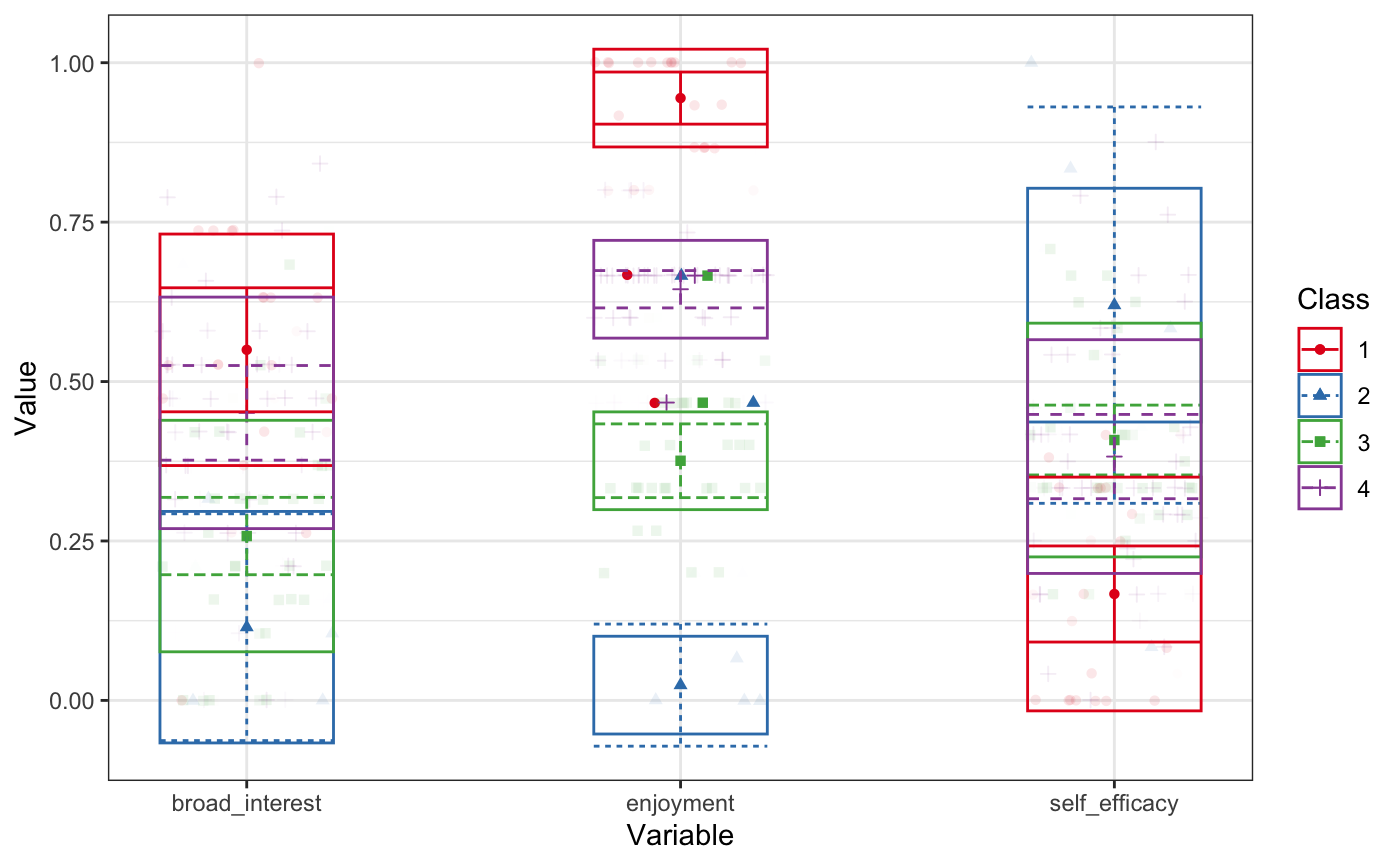 1.00
0.75
0.50
0.25
0.00
Value
broad_interest
enjoyment
self_efficacy
Variable
Class
1
2
3
4